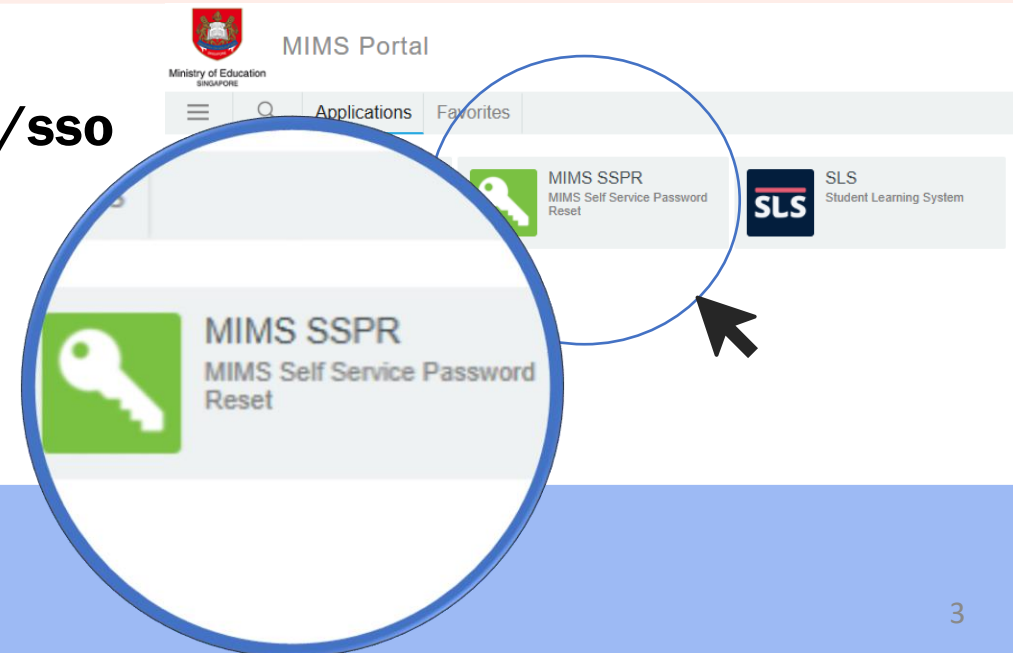 MIMS Portal
Ministry of Education
SINGAPORE
/sso
Applications Favorites
MIMS SSPR
MIMS Self Service Password
Reset
SLS
SLS
Student Learning System
MIMS SSPR
MIMS Self Service Password
Reset
3